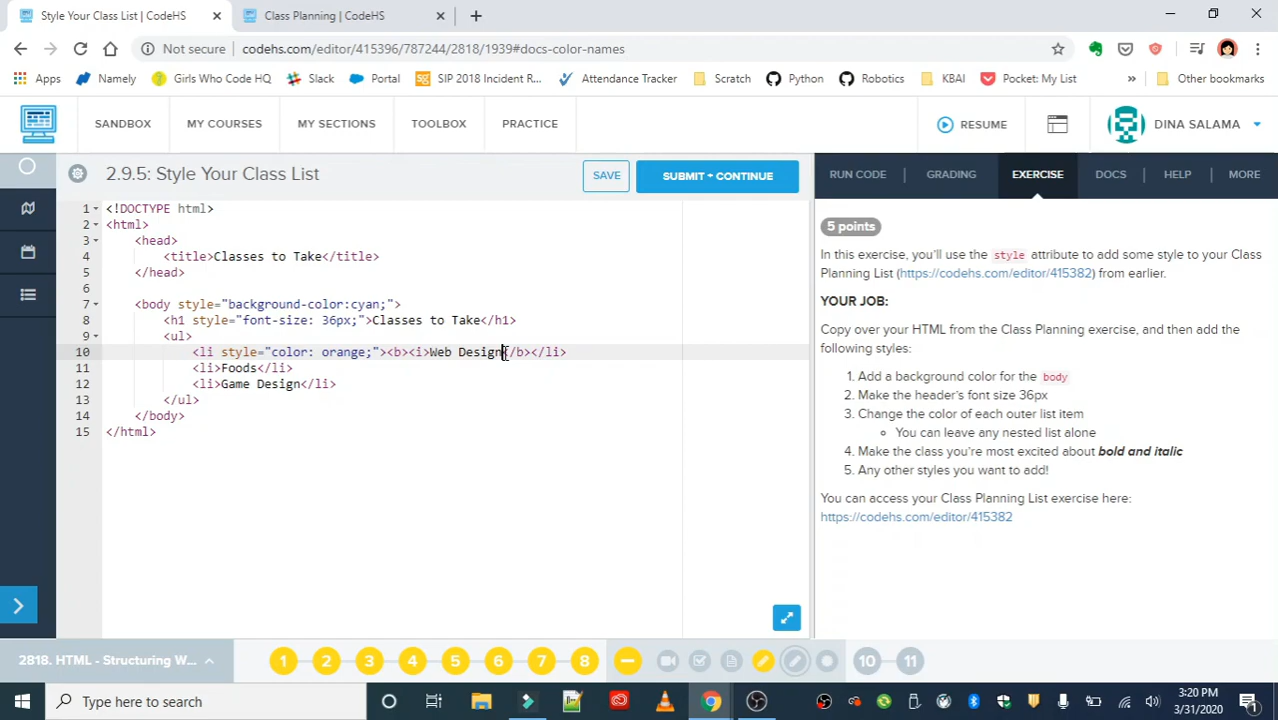 Style Your Class List | CodeHS
Class Planning | CodeHS
Not secure
codehs.com/editor/415396/787244/2818/1939#docs-color-names
Apps
Namely
Girls Who Code HQ
Slack
Portal
SIP 2018 Incident R...
Attendance Tracker
Scratch
Python
Robotics
KBAI
Pocket: My List
»
Other bookmarks
SANDBOX
MY COURSES
MY SECTIONS
TOOLBOX
PRACTICE
RESUME
DINA SALAMA
2.9.5: Style Your Class List
SAVE
SUBMIT + CONTINUE
RUN CODE
GRADING
EXERCISE
DOCS
HELP
MORE
1 <!DOCTYPE html>
2 <html>
3 <head>
4 <title>Classes to Take</title>
5 </head>
6
7 <body style="background-color:cyan;">
8 <h1 style="font-size: 36px;">Classes to Take</h1>
9 <ul>
10 <li style="color: orange;"><b><i>Web Design</b></li>
11 <li>Foods</li>
12 <li>Game Design</li>
13 </ul>
14 </body>
15 </html>
5 points
In this exercise, you'll use the style attribute to add some style to your Class
Planning List (https://codehs.com/editor/415382) from earlier.
YOUR JOB:
Copy over your HTML from the Class Planning exercise, and then add the
following styles:
1. Add a background color for the body
2. Make the header's font size 36px
3. Change the color of each outer list item
You can leave any nested list alone
4. Make the class you're most excited about bold and italic
5. Any other styles you want to add!
You can access your Class Planning List exercise here:
https://codehs.com/editor/415382
2818. HTML - Structuring W...
1 2 3 4 5 6 7 8 10 11
Type here to search
3:20 PM
3/31/2020
1